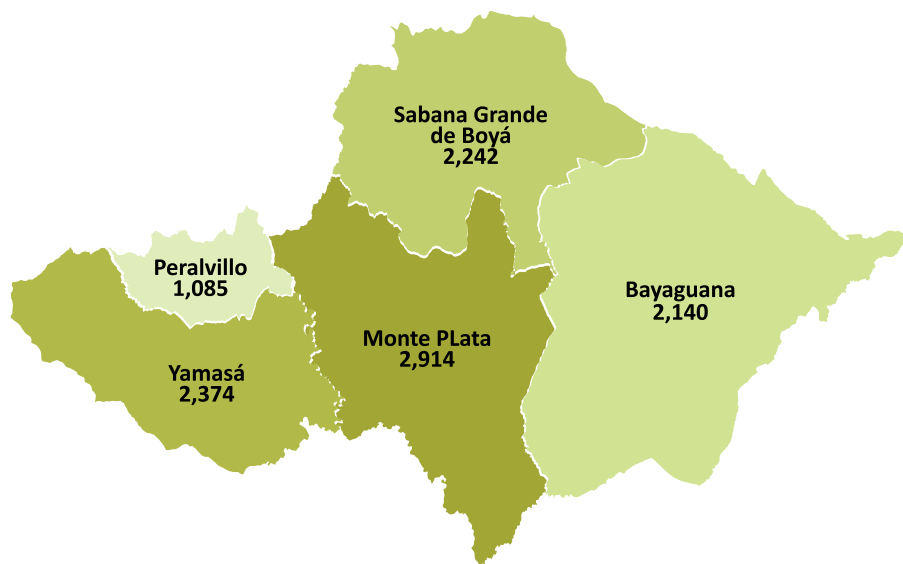 Sabana Grande
de Boyá
2,242
Peralvillo
1,085
Bayaguana
2,140
Monte PLata
2,914
Yamasá
2,374